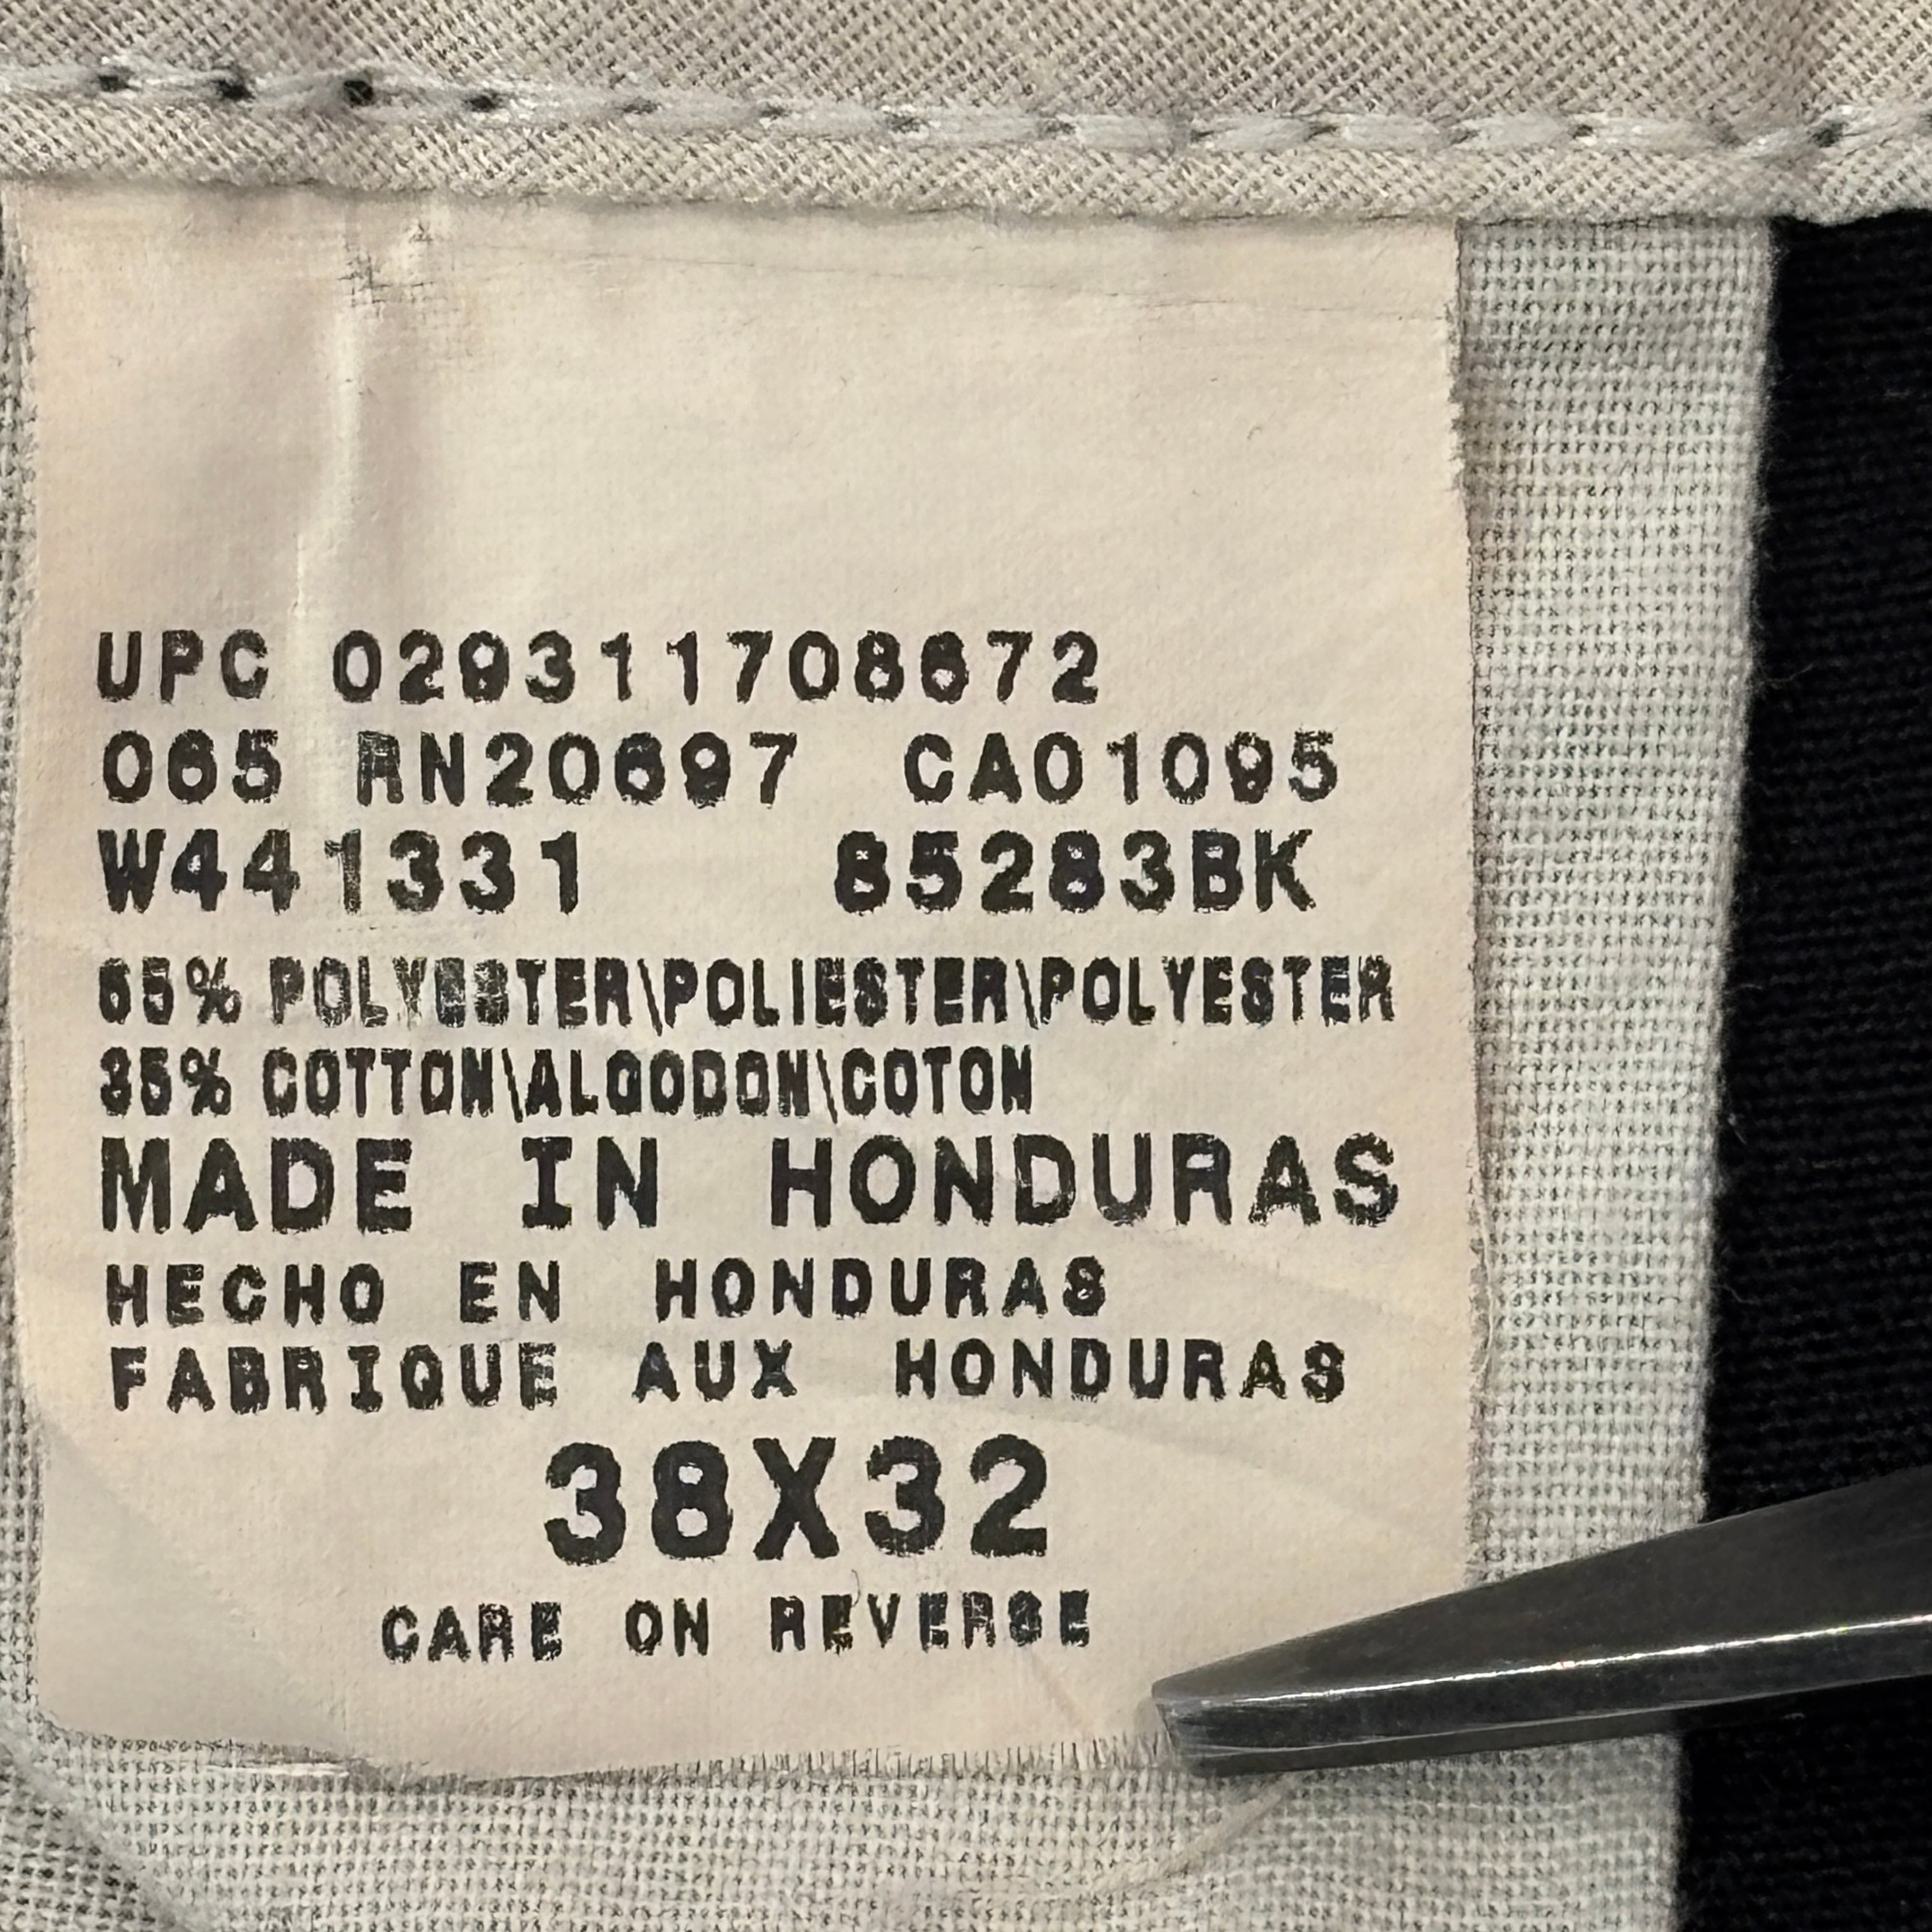 UPC 029311708672
065 RN20697 CA01095
W441331 85283BK
65% POLYESTER\POLIESTER\POLYESTER
35% COTTON\ALGODON\COTON
MADE IN HONDURAS
HECHO EN HONDURAS
FABRIQUE AUX HONDURAS
38X32
CARE ON REVERSE